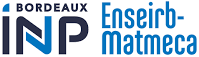 BORDEAUX
INP
Enseirb-
Matmeca